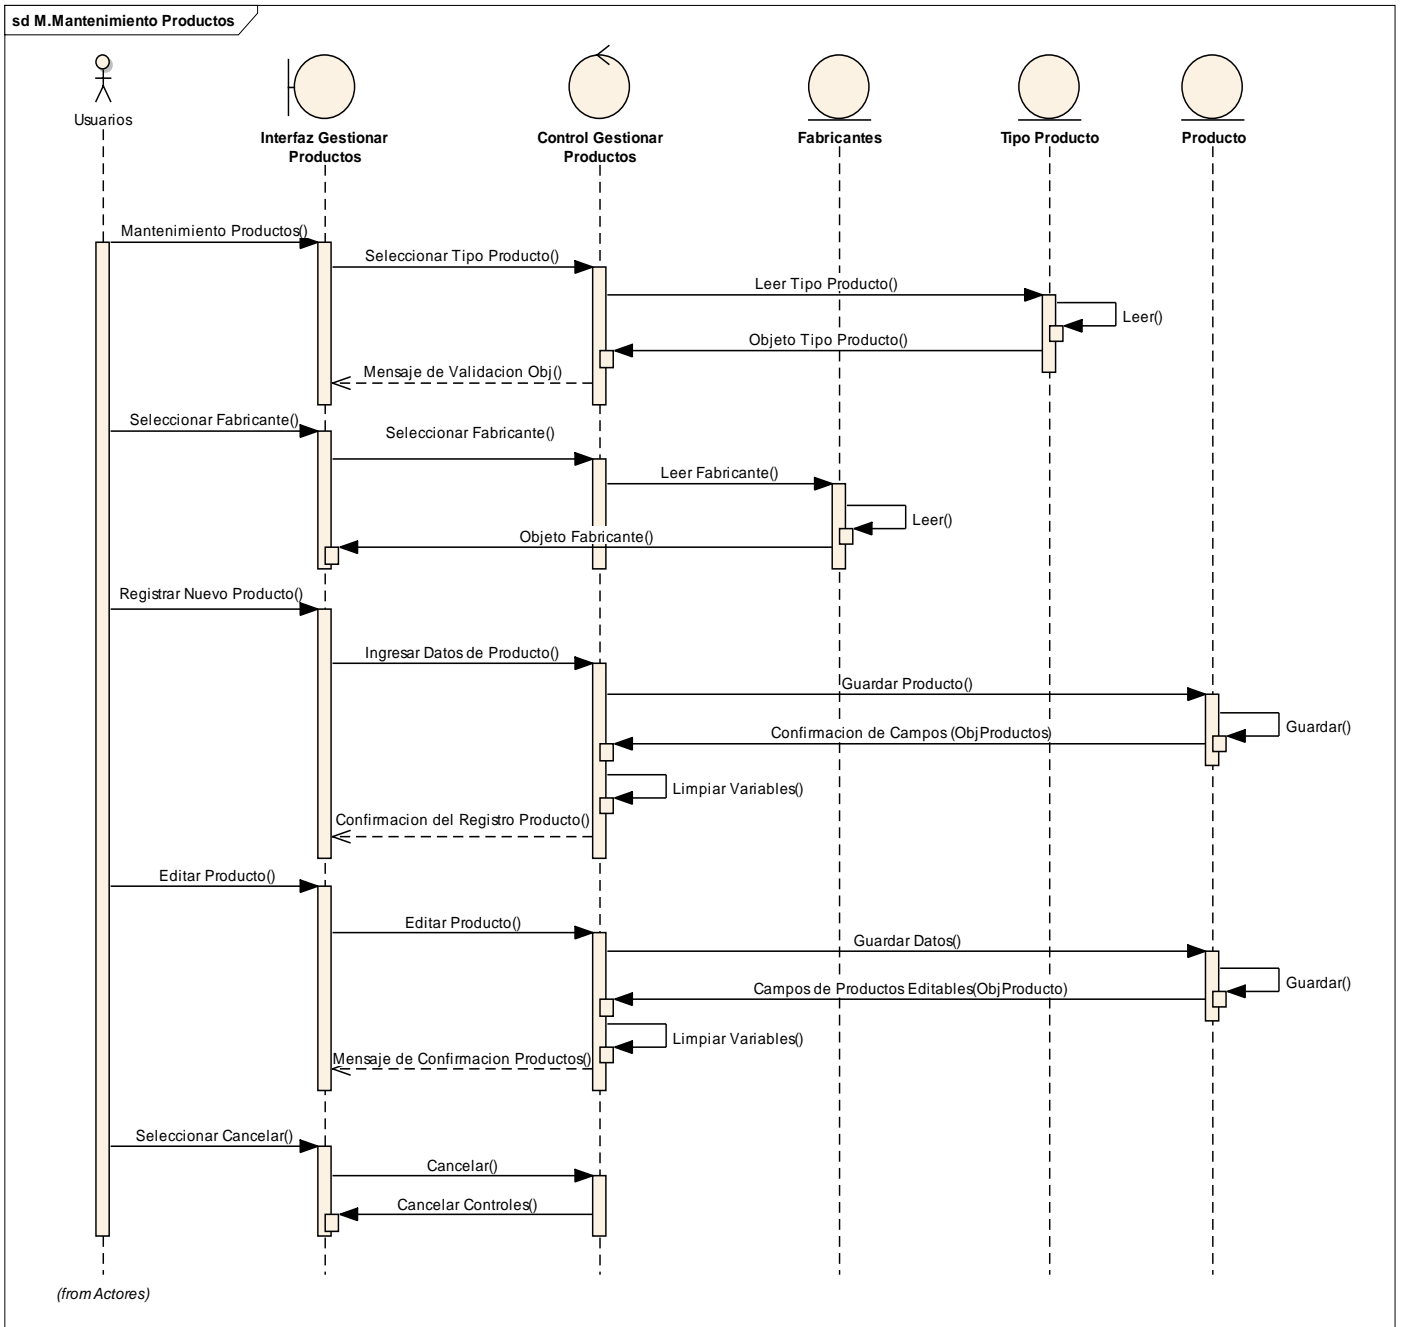 sd M.Mantenimiento Productos
Usuarios
Interfaz Gestionar
Productos
Control Gestionar
Productos
Fabricantes
Tipo Producto
Producto
Mantenimiento Productos()
Seleccionar Tipo Producto()
Leer Tipo Producto()
Leer()
Objeto Tipo Producto()
Mensaje de Validacion Obj()
Seleccionar Fabricante()
Seleccionar Fabricante()
Leer Fabricante()
Leer()
Objeto Fabricante()
Registrar Nuevo Producto()
Ingresar Datos de Producto()
Guardar Producto()
Guardar()
Confirmacion de Campos (ObjProductos)
Limpiar Variables()
Confirmacion del Registro Producto()
Editar Producto()
Editar Producto()
Guardar Datos()
Guardar()
Campos de Productos Editables(ObjProducto)
Limpiar Variables()
Mensaje de Confirmacion Productos()
Seleccionar Cancelar()
Cancelar()
Cancelar Controles()
(from Actores)